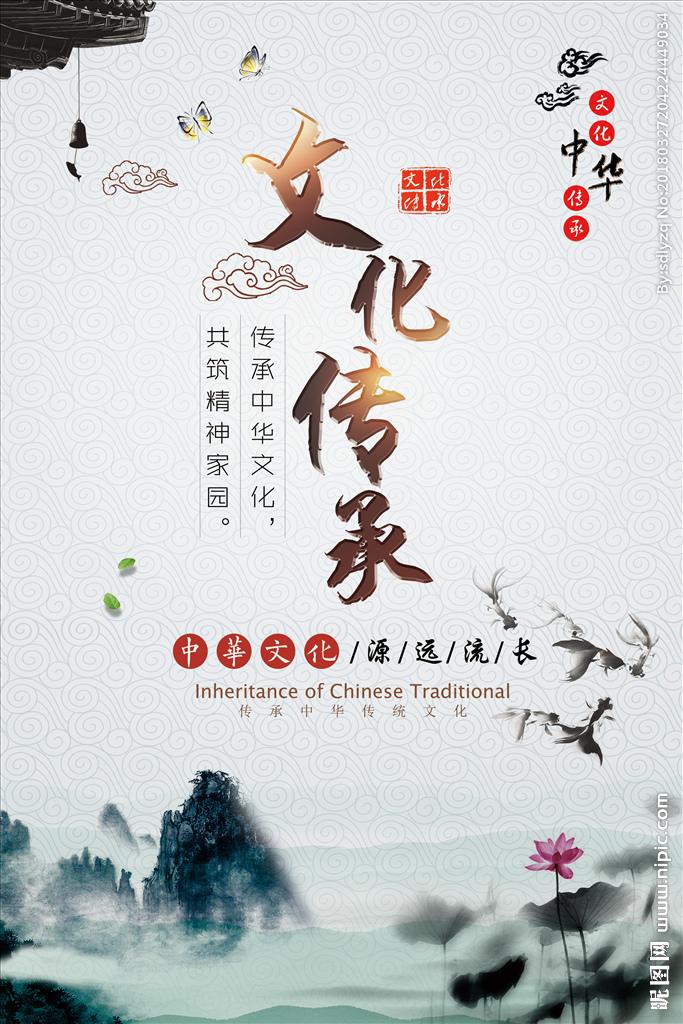 文化传承
文化传承
文化
中华
传承
传承中华文化，
共筑精神家园。
中華文化/源/远/流/长
Inheritance of Chinese Traditional
传承中华传统文化
By:sdlyzq No.20180327204224449034
昵图网 www.nipic.com